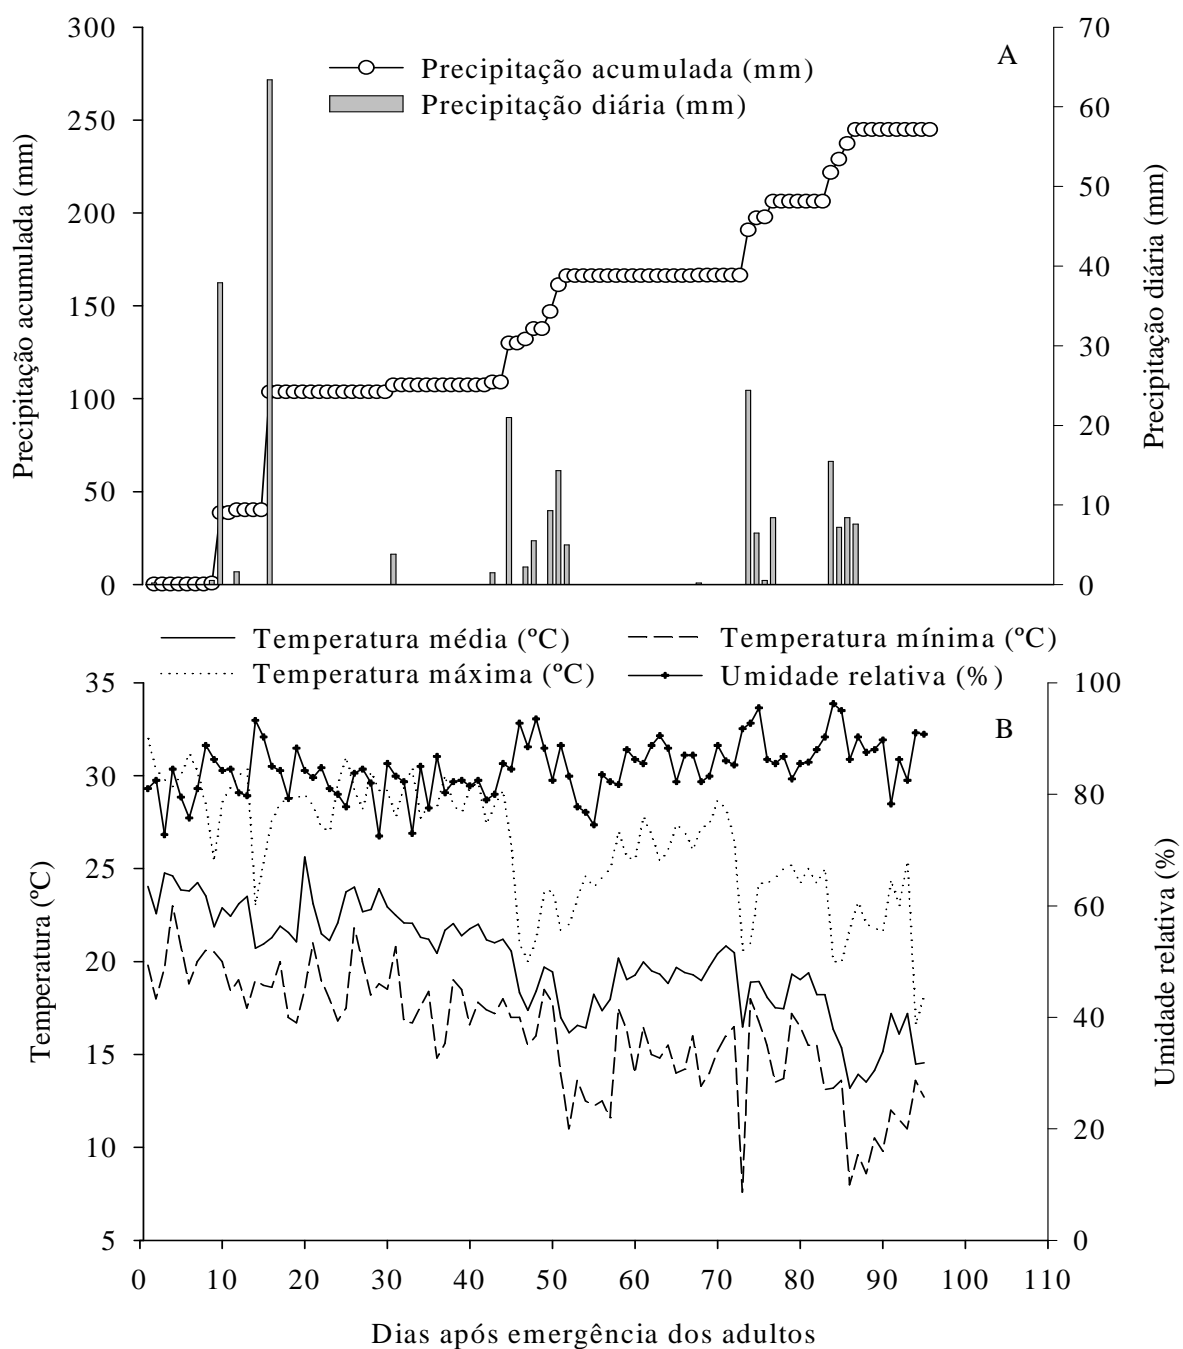 300
250
200
150
100
50
0
Precipitação acumulada (mm)
Precipitação acumulada (mm)
Precipitação diária (mm)
A
70
60
50
40
30
20
10
0
Precipitação diária (mm)
Temperatura média (ºC)
Temperatura mínima (ºC)
Temperatura máxima (ºC)
Umidade relativa (%)
35
30
25
20
15
10
5
Temperatura (ºC)
B
100
80
60
40
20
0
Umidade relativa (%)
0 10 20 30 40 50 60 70 80 90 100 110
Dias após emergência dos adultos